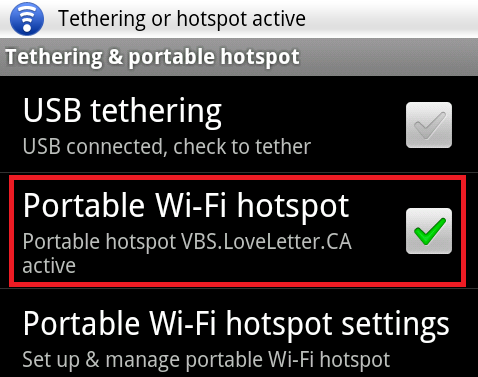 Tethering or hotspot active
Tethering & portable hotspot
USB tethering
USB connected, check to tether
Portable Wi-Fi hotspot
Portable hotspot VBS.LoveLetter.CA
active
Portable Wi-Fi hotspot settings
Set up & manage portable Wi-Fi hotspot